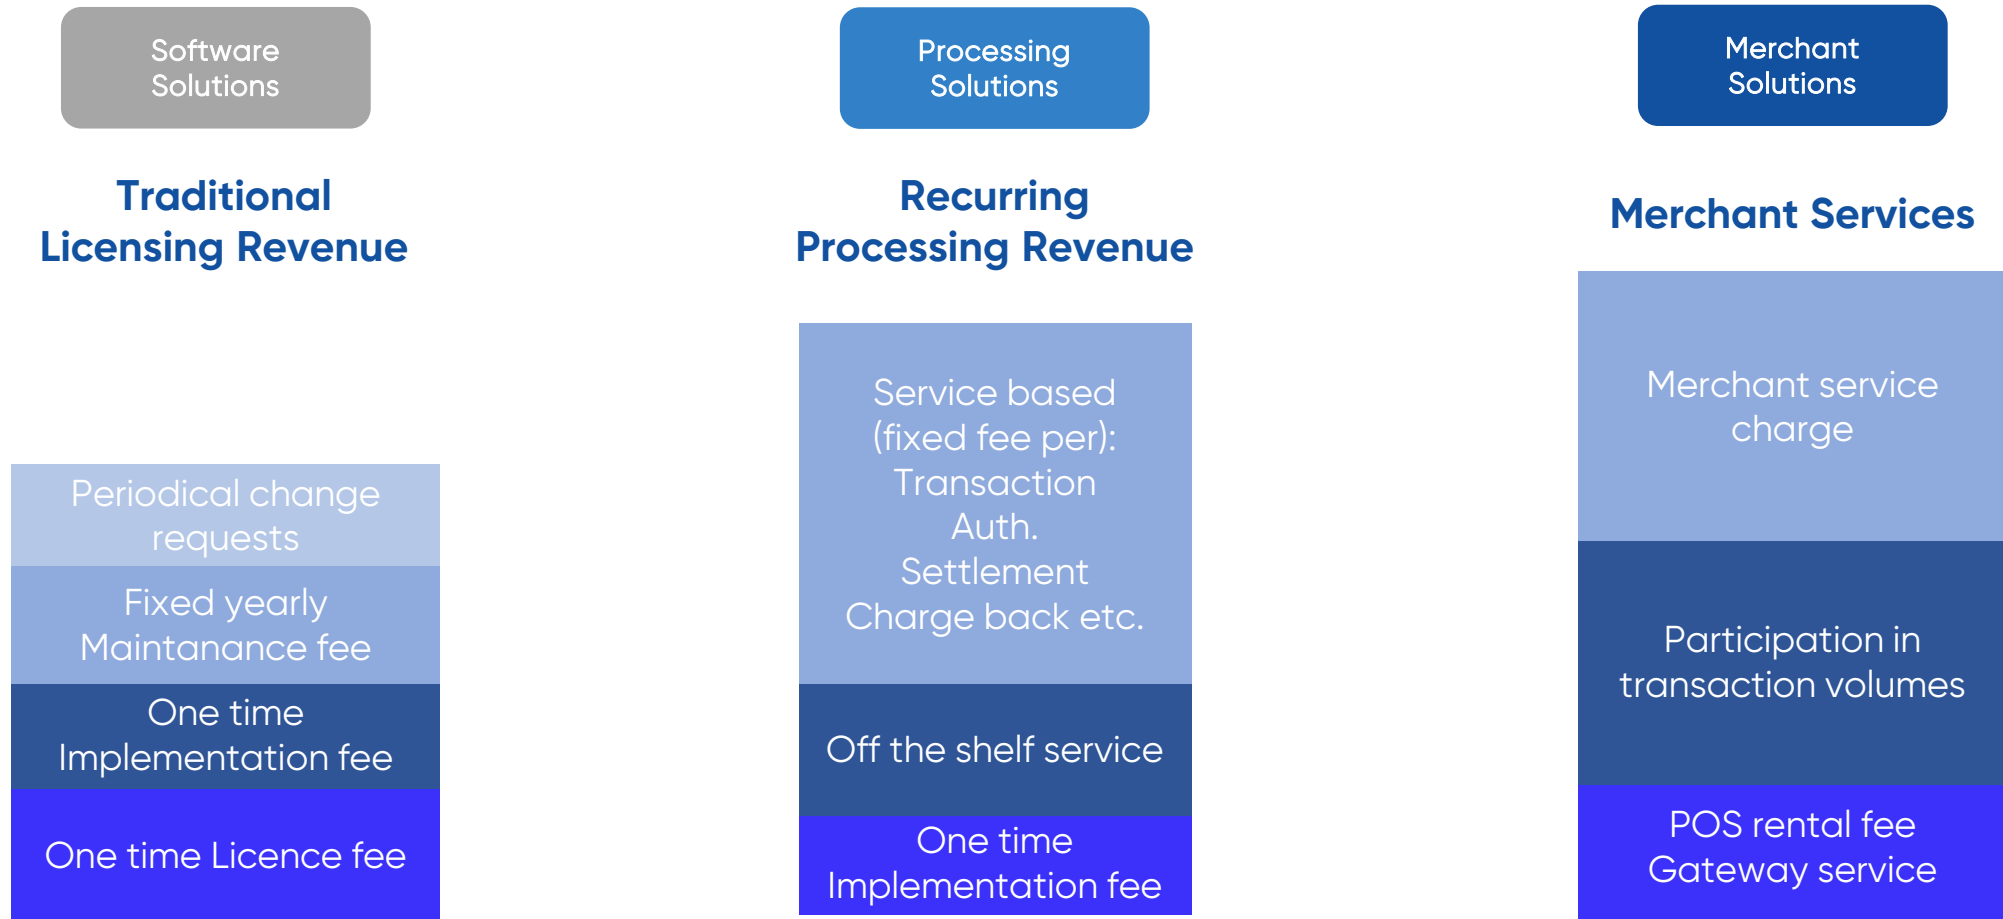 Software
Solutions
Traditional
Licensing Revenue
Periodical change
requests
Fixed yearly
Maintanance fee
One time
Implementation fee
One time Licence fee
Processing
Solutions
Recurring
Processing Revenue
Service based
(fixed fee per):
Transaction
Auth.
Settlement
Charge back etc.
Off the shelf service
One time
Implementation fee
Merchant
Solutions
Merchant Services
Merchant service
charge
Participation in
transaction volumes
POS rental fee
Gateway service